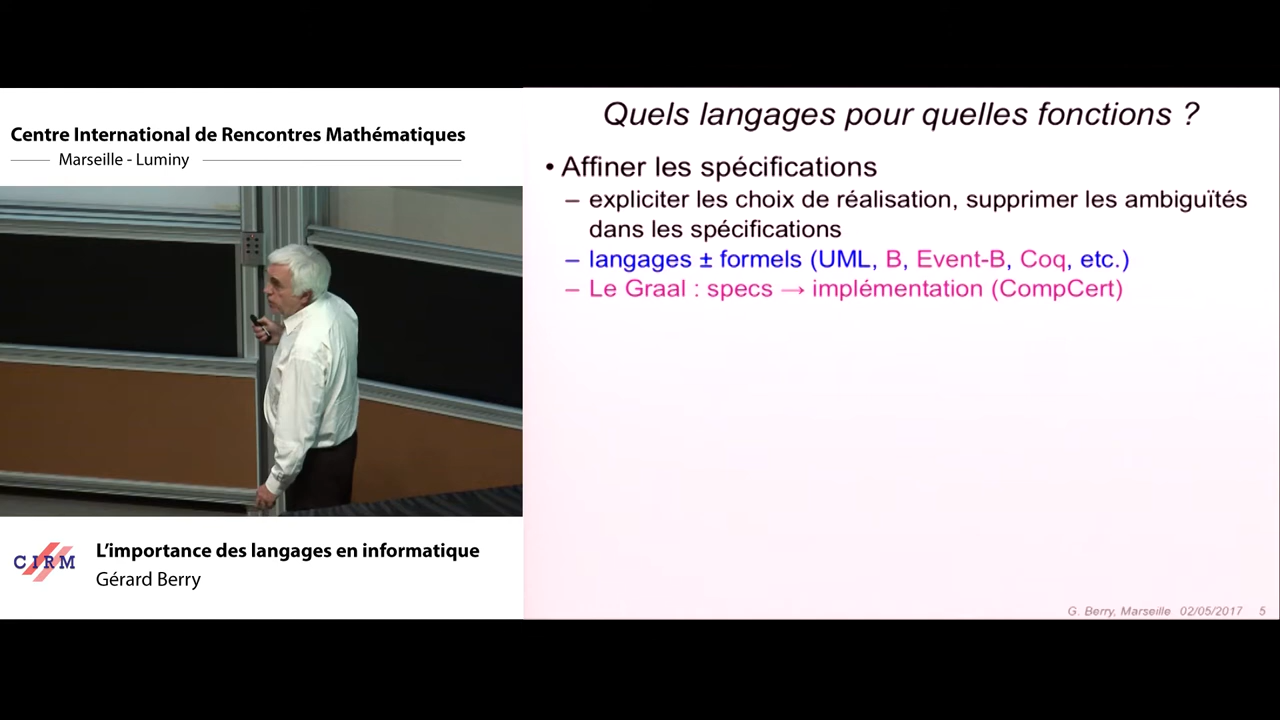 Centre International de Rencontres Mathématiques
Marseille - Luminy
CIRM
L'importance des langages en informatique
Gérard Berry
Quels langages pour quelles fonctions ?
• Affiner les spécifications
– expliciter les choix de réalisation, supprimer les ambiguïtés
dans les spécifications
– langages ± formels (UML, B, Event-B, Coq, etc.)
– Le Graal : specs → implémentation (CompCert)
G. Berry, Marseille 02/05/2017 5